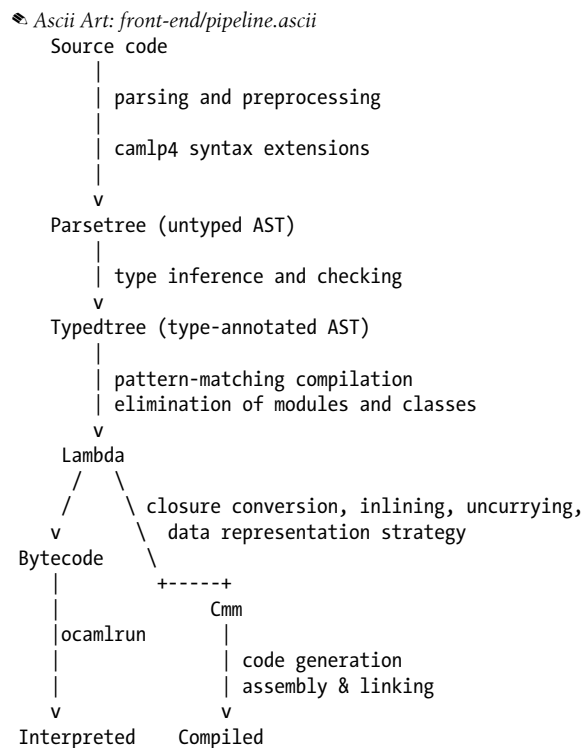 ✎ Ascii Art: front-end/pipeline.ascii
Source code
|
| parsing and preprocessing
|
| camlp4 syntax extensions
|
v
Parsetree (untyped AST)
|
| type inference and checking
v
Typedtree (type-annotated AST)
|
| pattern-matching compilation
| elimination of modules and classes
v
Lambda
/ \
/ \ closure conversion, inlining, uncurrying,
v \ data representation strategy
Bytecode \
| +-----+
| Cmm
|ocamlrun |
| | code generation
| | assembly & linking
v v
Interpreted Compiled